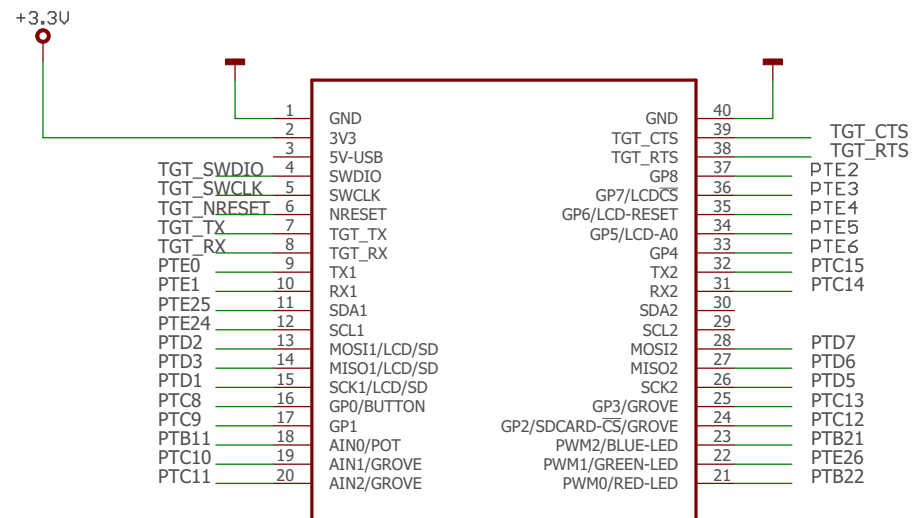 +3.3V
1 GND GND 40
2 3V3 TGT_CTS 39 TGT_CTS
3 5V-USB TGT_RTS 38 TGT_RTS
TGT_SWDIO 4 SWDIO GP8 37 PTE2
TGT_SWCLK 5 SWCLK GP7/LCDCS 36 PTE3
TGT_NRESET 6 NRESET GP6/LCD-RESET 35 PTE4
TGT_TX 7 TGT_TX GP5/LCD-A0 34 PTE5
TGT_RX 8 TGT_RX GP4 33 PTE6
PTE0 9 TX1 TX2 32 PTC15
PTE1 10 RX1 RX2 31 PTC14
PTE25 11 SDA1 SDA2 30
PTE24 12 SCL1 SCL2 29
PTD2 13 MOSI1/LCD/SD MOSI2 28 PTD7
PTD3 14 MISO1/LCD/SD MISO2 27 PTD6
PTD1 15 SCK1/LCD/SD SCK2 26 PTD5
PTC8 16 GP0/BUTTON GP3/GROVE 25 PTC13
PTC9 17 GP1 GP2/SDCARD-CS/GROVE 24 PTC12
PTB11 18 AIN0/POT PWM2/BLUE-LED 23 PTB21
PTC10 19 AIN1/GROVE PWM1/GREEN-LED 22 PTE26
PTC11 20 AIN2/GROVE PWM0/RED-LED 21 PTB22